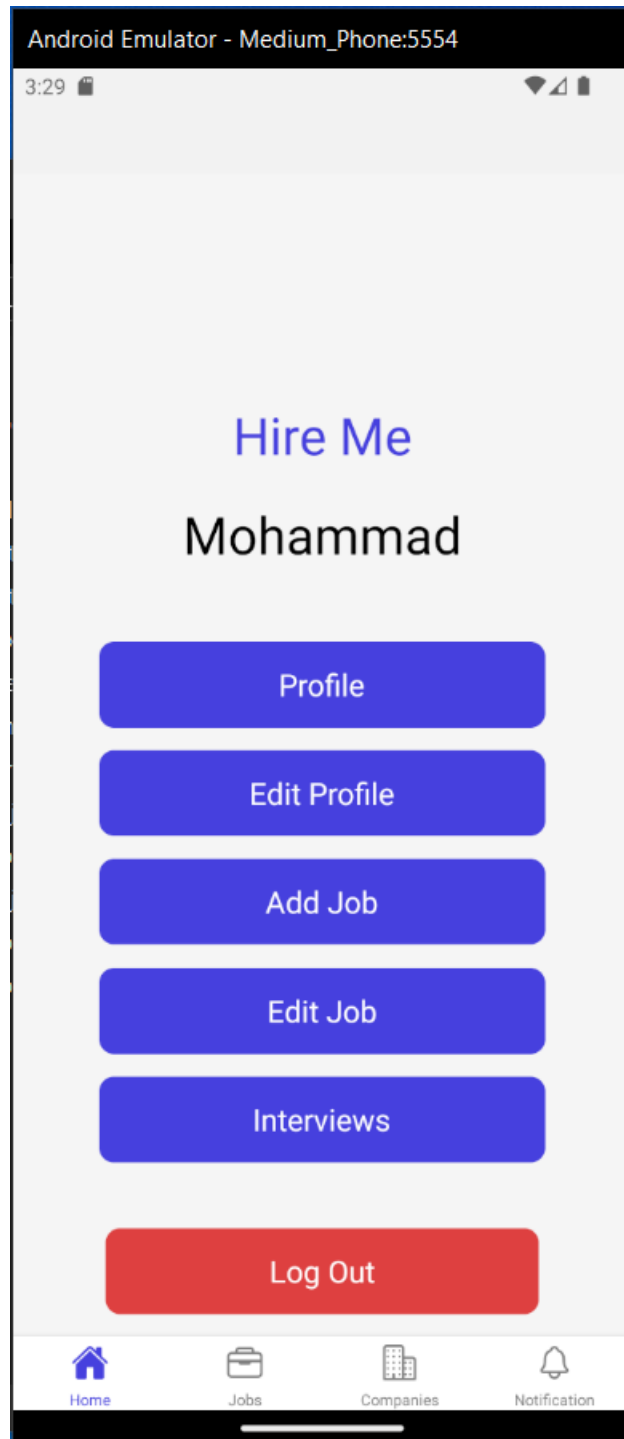 Android Emulator - Medium_Phone:5554
3:29
Hire Me
Mohammad
Profile
Edit Profile
Add Job
Edit Job
Interviews
Log Out
Home Jobs Companies Notification